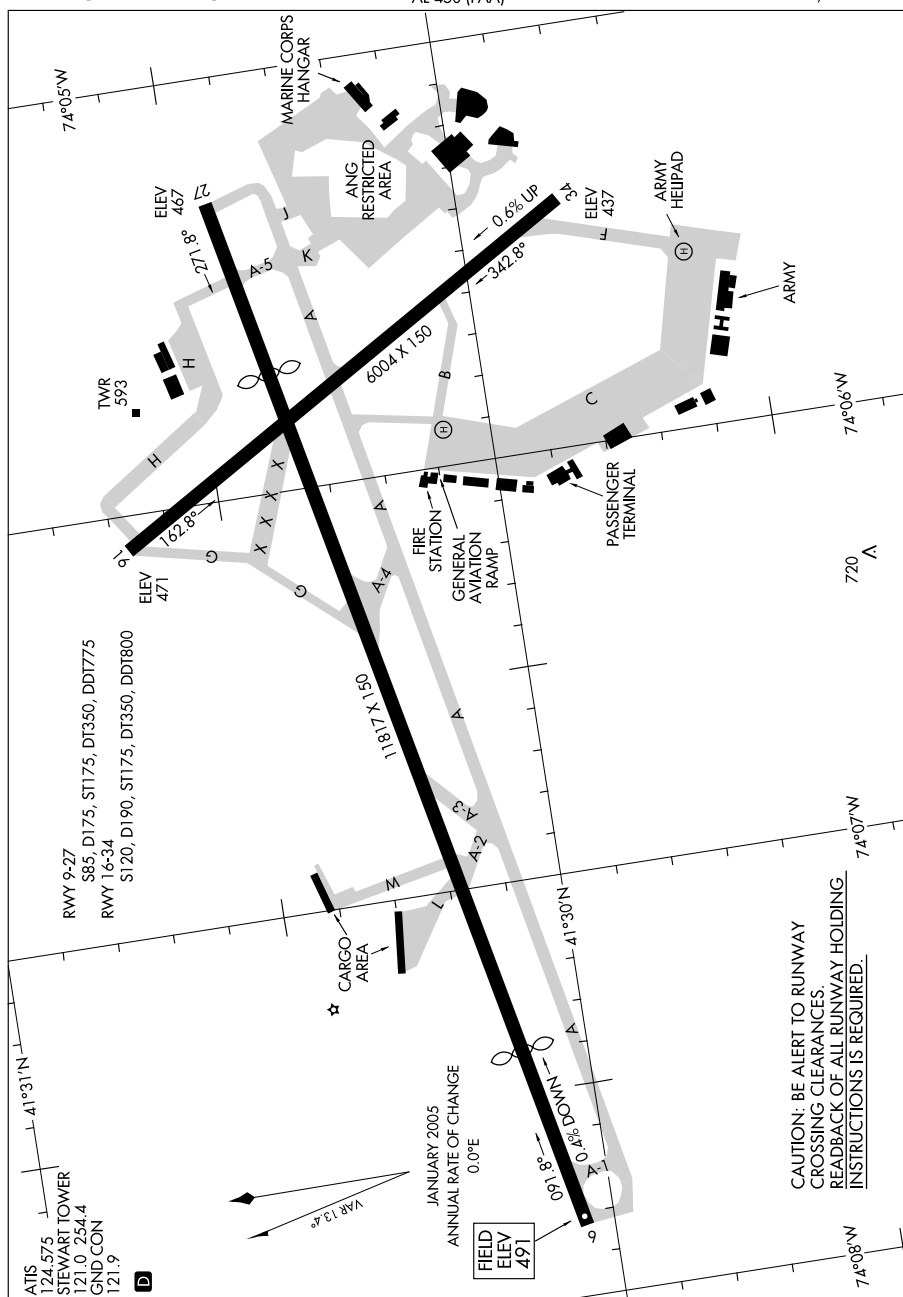 AL-450 (FAA)
ATIS
124.575
STEWART TOWER
121.0 254.4
GND CON
121.9
D
41°31'N
RWY 9-27
S85, D175, ST175, DT350, DDT775
RWY 16-34
S120, D190, ST175, DT350, DDT800
TWR
593
ELEV
467
27
271.8°
74°05'W
MARINE CORPS
HANGAR
ANG
RESTRICTED
AREA
J
K
A-5
A
H
H
16
162.8°
ELEV
471
G
G
X
X
X
X
A-4
A
B
6004 X 150
0.6% UP
342.8°
34
ELEV
437
F
ARMY
HELIPAD
H
ARMY
H
C
H
FIRE
STATION
GENERAL
AVIATION
RAMP
PASSENGER
TERMINAL
74°06'W
720
11817 X 150
A
A-3
A-2
W
L
CARGO
AREA
41°30'N
74°07'W
A
VAR 13.4°
JANUARY 2005
ANNUAL RATE OF CHANGE
0.0°E
FIELD
ELEV
491
9
091.8°
0.4% DOWN
A-1
74°08'W
CAUTION: BE ALERT TO RUNWAY
CROSSING CLEARANCES.
READBACK OF ALL RUNWAY HOLDING
INSTRUCTIONS IS REQUIRED.